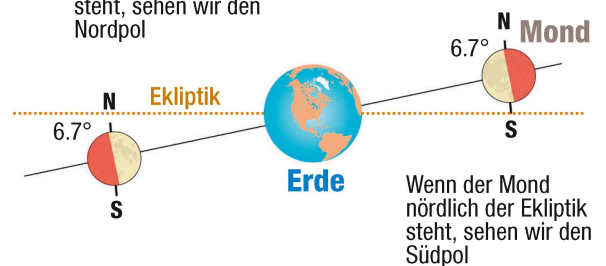 steht, sehen wir den
Nordpol
N
Mond
6.7°
Ekliptik
N
6.7°
S
S
Erde
Wenn der Mond
nördlich der Ekliptik
steht, sehen wir den
Südpol